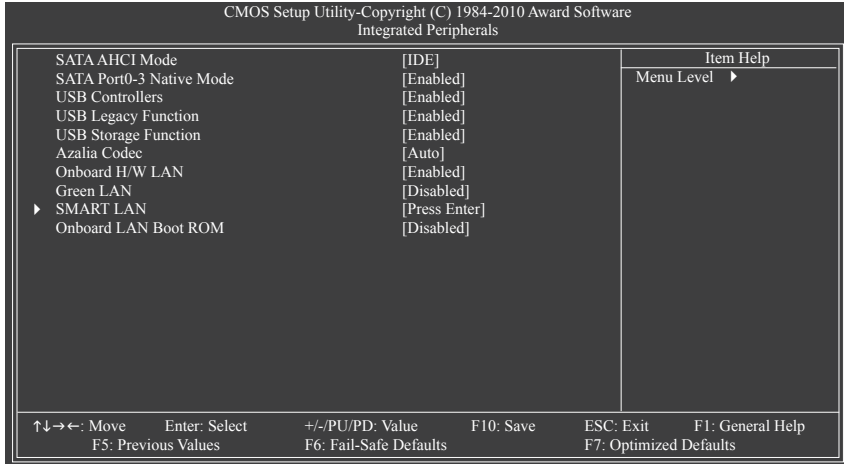 CMOS Setup Utility-Copyright (C) 1984-2010 Award Software
Integrated Peripherals
SATA AHCI Mode [IDE]
SATA Port0-3 Native Mode [Enabled]
USB Controllers [Enabled]
USB Legacy Function [Enabled]
USB Storage Function [Enabled]
Azalia Codec [Auto]
Onboard H/W LAN [Enabled]
Green LAN [Disabled]
SMART LAN [Press Enter]
Onboard LAN Boot ROM [Disabled]
Item Help
Menu Level
↑↓→←: Move Enter: Select +/-/PU/PD: Value F10: Save ESC: Exit F1: General Help
F5: Previous Values F6: Fail-Safe Defaults F7: Optimized Defaults